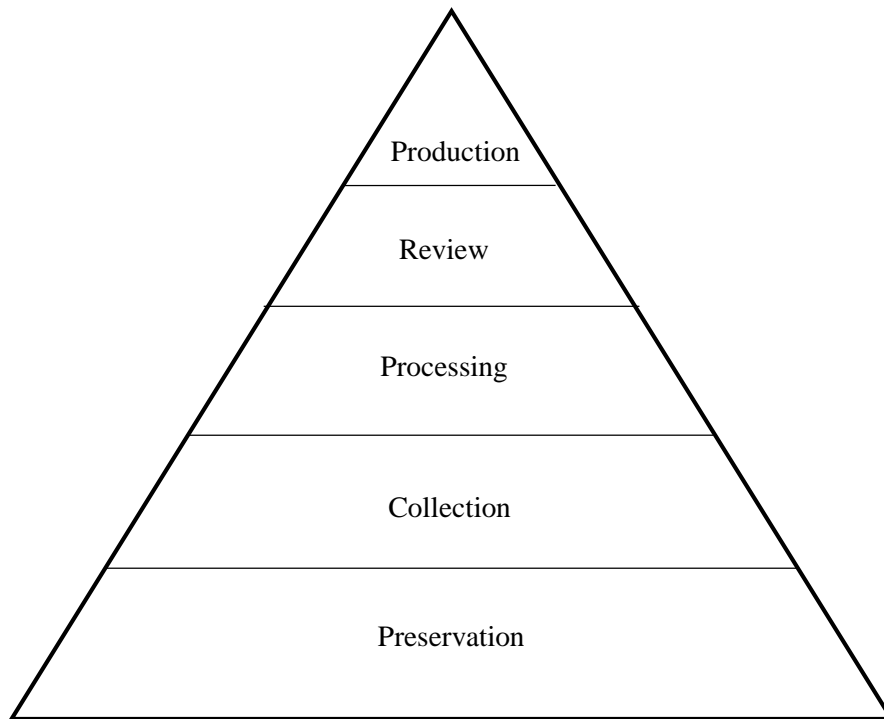 Production
Review
Processing
Collection
Preservation